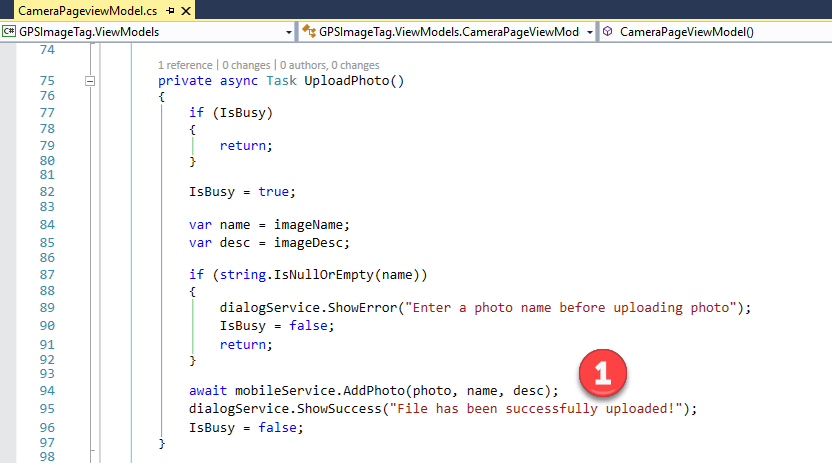 CameraPageviewModel.cs
C# GPSImageTag.ViewModels GPSImageTag.ViewModels.CameraPageViewMod CameraPageViewModel()
74
1 reference | 0 changes | 0 authors, 0 changes
75 private async Task UploadPhoto()
76 {
77 if (IsBusy)
78 {
79 return;
80 }
81
82 IsBusy = true;
83
84 var name = imageName;
85 var desc = imageDesc;
86
87 if (string.IsNullOrEmpty(name))
88 {
89 dialogService.ShowError("Enter a photo name before uploading photo");
90 IsBusy = false;
91 return;
92 }
93
94 await mobileService.AddPhoto(photo, name, desc); 1
95 dialogService.ShowSuccess("File has been successfully uploaded!");
96 IsBusy = false;
97 }
98